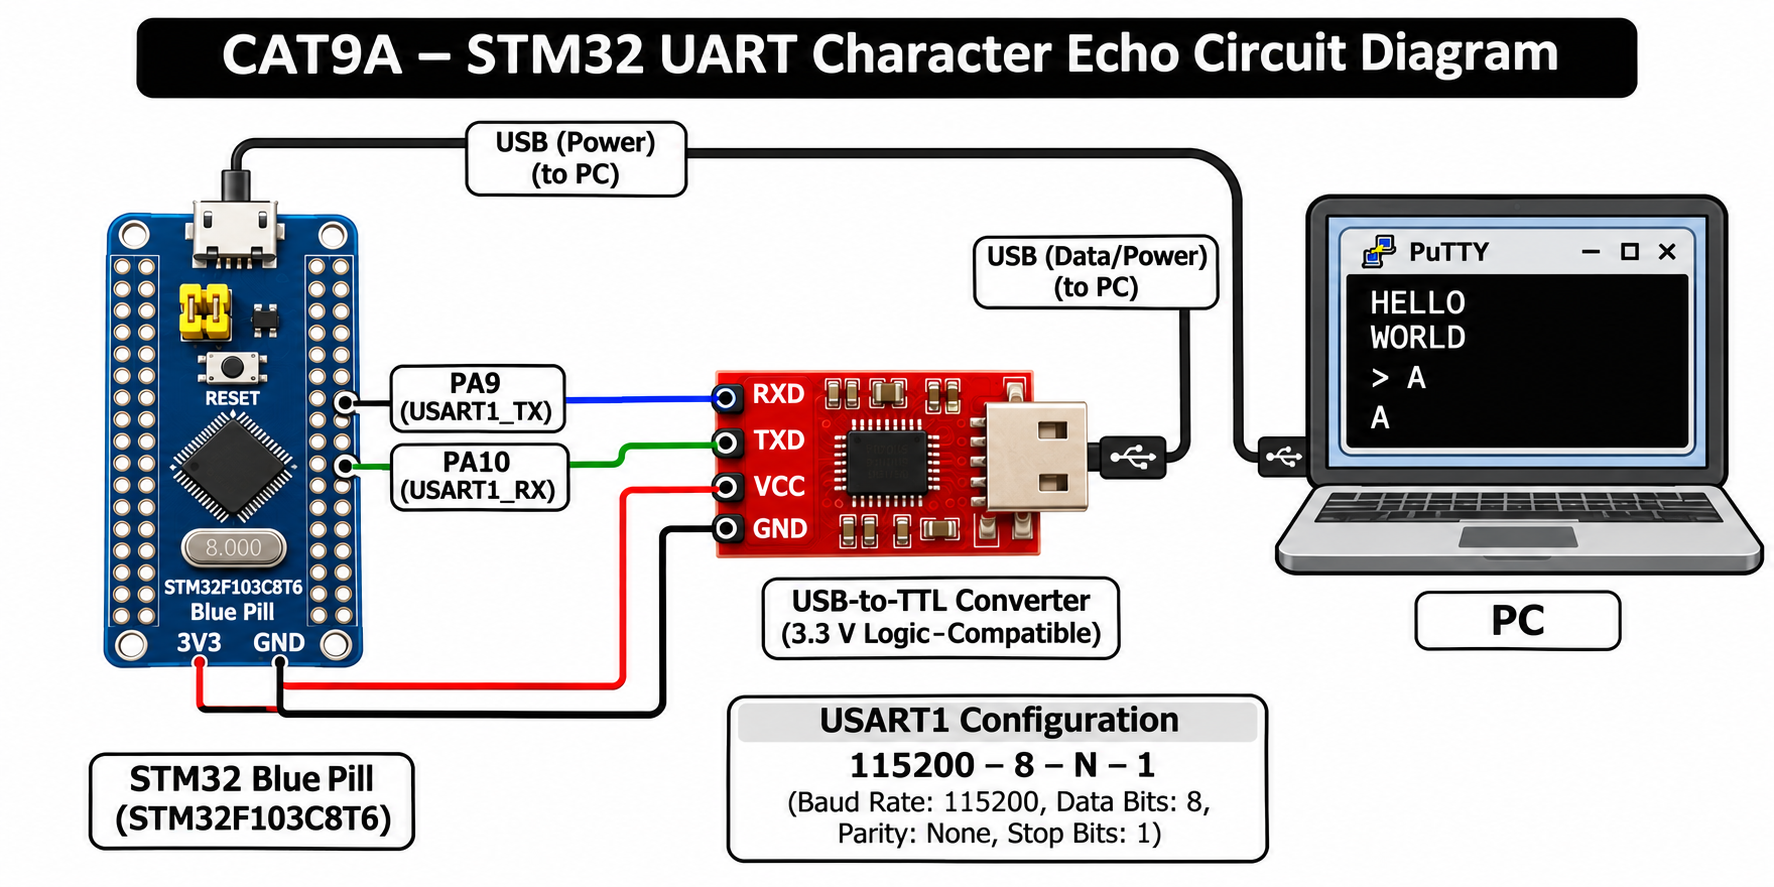 CAT9A – STM32 UART Character Echo Circuit Diagram
USB (Power)
(to PC)
USB (Data/Power)
(to PC)
PuTTY
HELLO
WORLD
> A
A
RESET
PA9
(USART1_TX)
PA10
(USART1_RX)
RXD
TXD
VCC
GND
8.000
STM32F103C8T6
Blue Pill
3V3 GND
USB-to-TTL Converter
(3.3 V Logic-Compatible)
PC
USART1 Configuration
115200 – 8 – N – 1
(Baud Rate: 115200, Data Bits: 8,
Parity: None, Stop Bits: 1)
STM32 Blue Pill
(STM32F103C8T6)